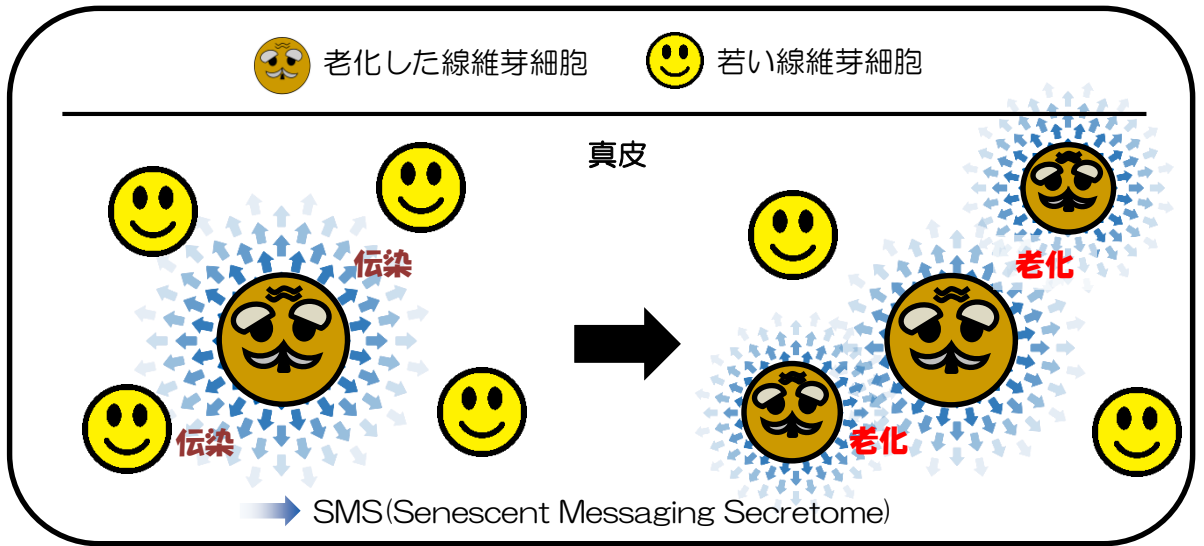 老化した線維芽細胞
若い線維芽細胞
真皮
伝染
伝染
老化
老化
SMS(Senescent Messaging Secretome)